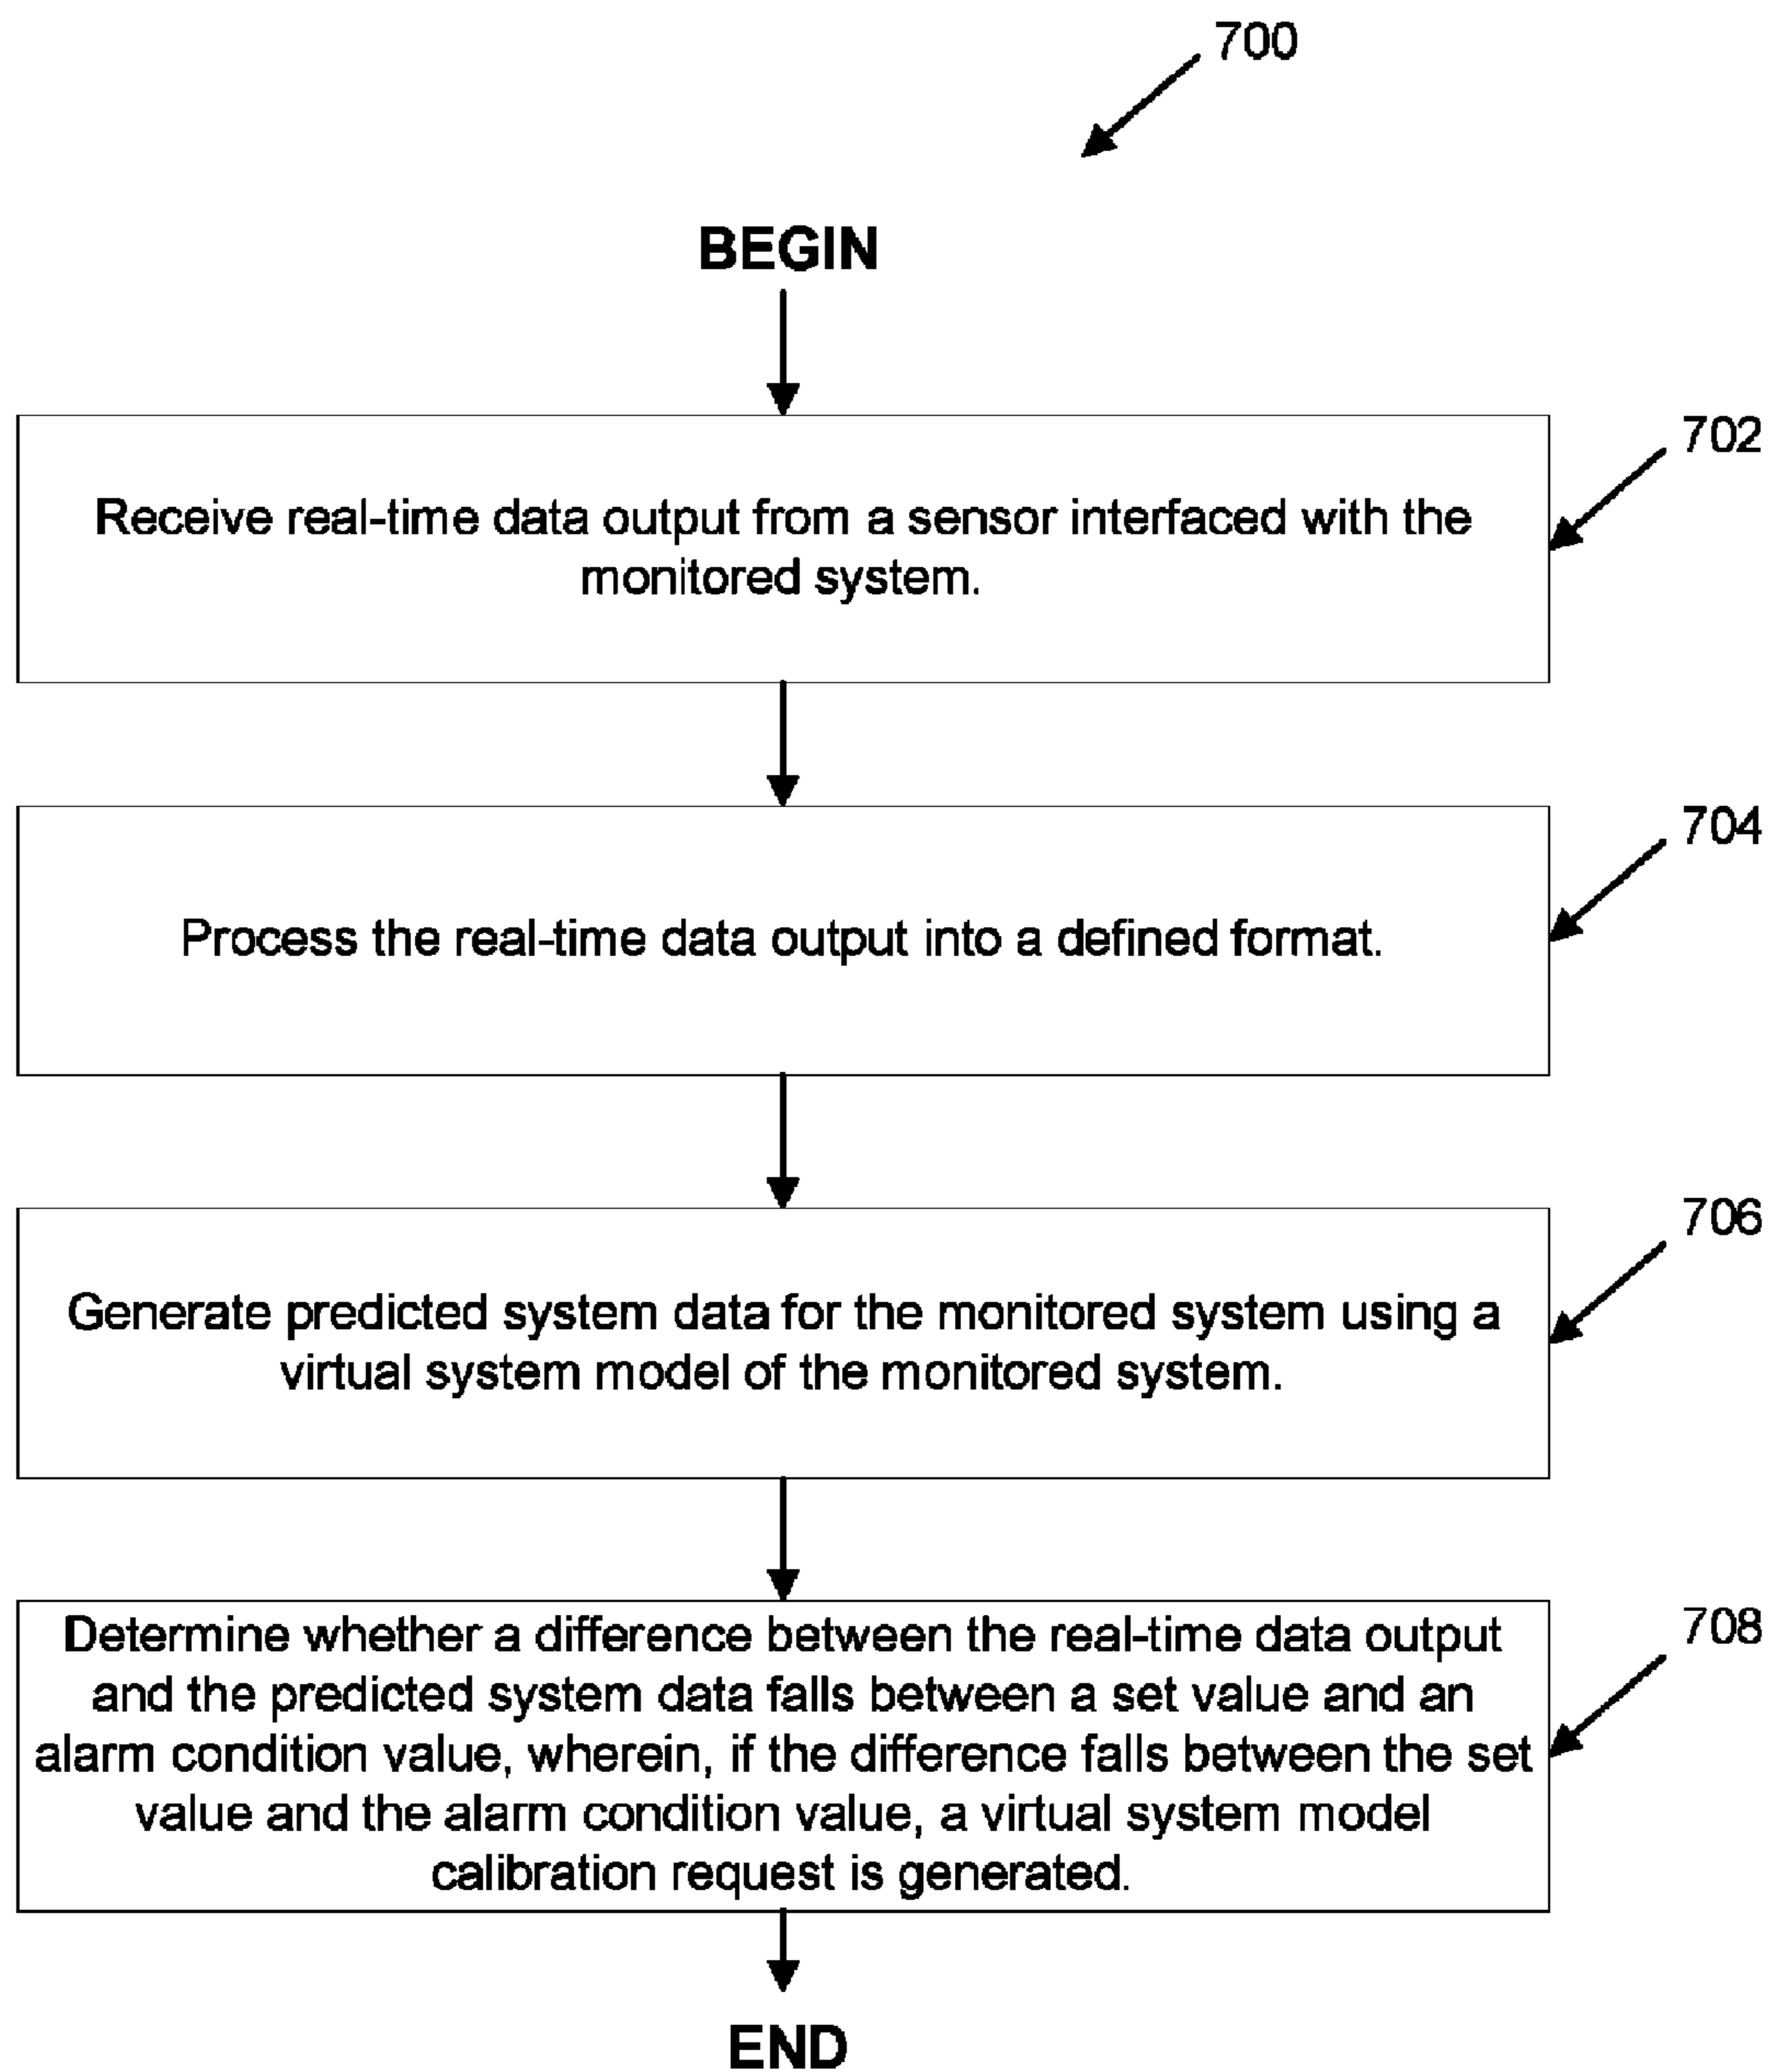 700
BEGIN
702
Receive real-time data output from a sensor interfaced with the
monitored system.
704
Process the real-time data output into a defined format.
706
Generate predicted system data for the monitored system using a
virtual system model of the monitored system.
708
Determine whether a difference between the real-time data output
and the predicted system data falls between a set value and an
alarm condition value, wherein, if the difference falls between the set
value and the alarm condition value, a virtual system model
calibration request is generated.
END